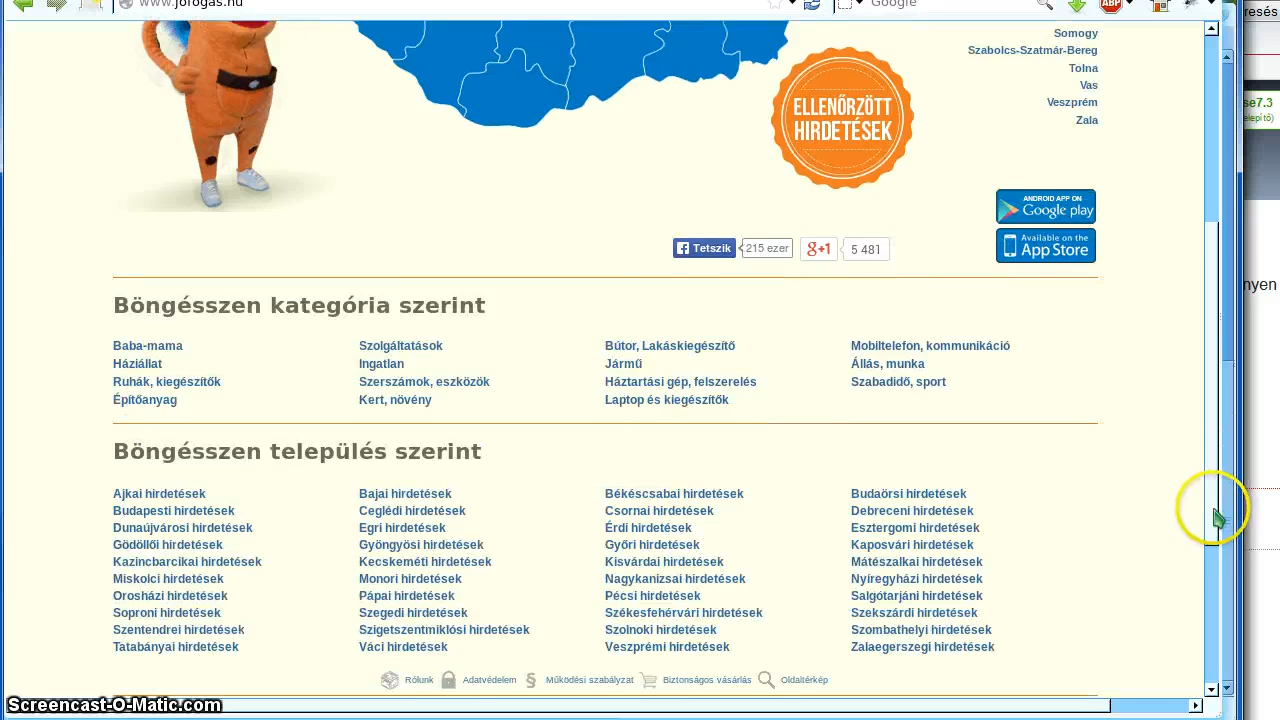 www.jofogas.hu
Google
ABP
resés
Somogy
Szabolcs-Szatmár-Bereg
Tolna
Vas
Veszprém
Zala
se7.3
ELLENŐRZÖTT
HIRDETÉSEK
ANDROID APP ON
Google play
Available on the
App Store
Tetszik
215 ezer
g+1
5 481
nyen
Böngésszen kategória szerint
Baba-mama Szolgáltatások Bútor, Lakáskiegészítő Mobiltelefon, kommunikáció
Háziállat Ingatlan Jármű Állás, munka
Ruhák, kiegészítők Szerszámok, eszközök Háztartási gép, felszerelés Szabadidő, sport
Építőanyag Kert, növény Laptop és kiegészítők
Böngésszen település szerint
Ajkai hirdetések Bajai hirdetések Békéscsabai hirdetések Budaörsi hirdetések
Budapesti hirdetések Ceglédi hirdetések Csornai hirdetések Debreceni hirdetések
Dunaújvárosi hirdetések Egri hirdetések Érdi hirdetések Esztergomi hirdetések
Gödöllői hirdetések Gyöngyösi hirdetések Győri hirdetések Kaposvári hirdetések
Kazincbarcikai hirdetések Kecskeméti hirdetések Kisvárdai hirdetések Mátészalkai hirdetések
Miskolci hirdetések Monori hirdetések Nagykanizsai hirdetések Nyíregyházi hirdetések
Orosházi hirdetések Pápai hirdetések Pécsi hirdetések Salgótarjáni hirdetések
Soproni hirdetések Szegedi hirdetések Székesfehérvári hirdetések Szekszárdi hirdetések
Szentendrei hirdetések Szigetszentmiklósi hirdetések Szolnoki hirdetések Szombathelyi hirdetések
Tatabányai hirdetések Váci hirdetések Veszprémi hirdetések Zalaegerszegi hirdetések
Rólunk Adatvédelem § Működési szabályzat Biztonságos vásárlás Oldaltérkép
Screencast-O-Matic.com